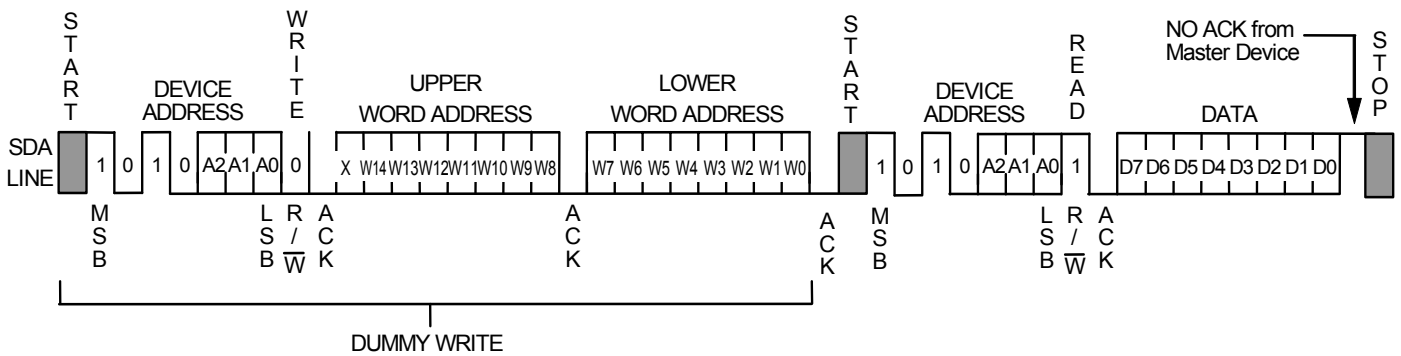 START
WRITE
START
READ
NO ACK from
Master Device
STOP
DEVICE
ADDRESS
UPPER
WORD ADDRESS
LOWER
WORD ADDRESS
DEVICE
ADDRESS
DATA
SDA
LINE
1 0 1 0 A2 A1 A0 0 X W14 W13 W12 W11 W10 W9 W8 W7 W6 W5 W4 W3 W2 W1 W0 1 0 1 0 A2 A1 A0 1 D7 D6 D5 D4 D3 D2 D1 D0
MSB
LSB
R/W̅
ACK
ACK
ACK
MSB
LSB
R/W̅
ACK
DUMMY WRITE